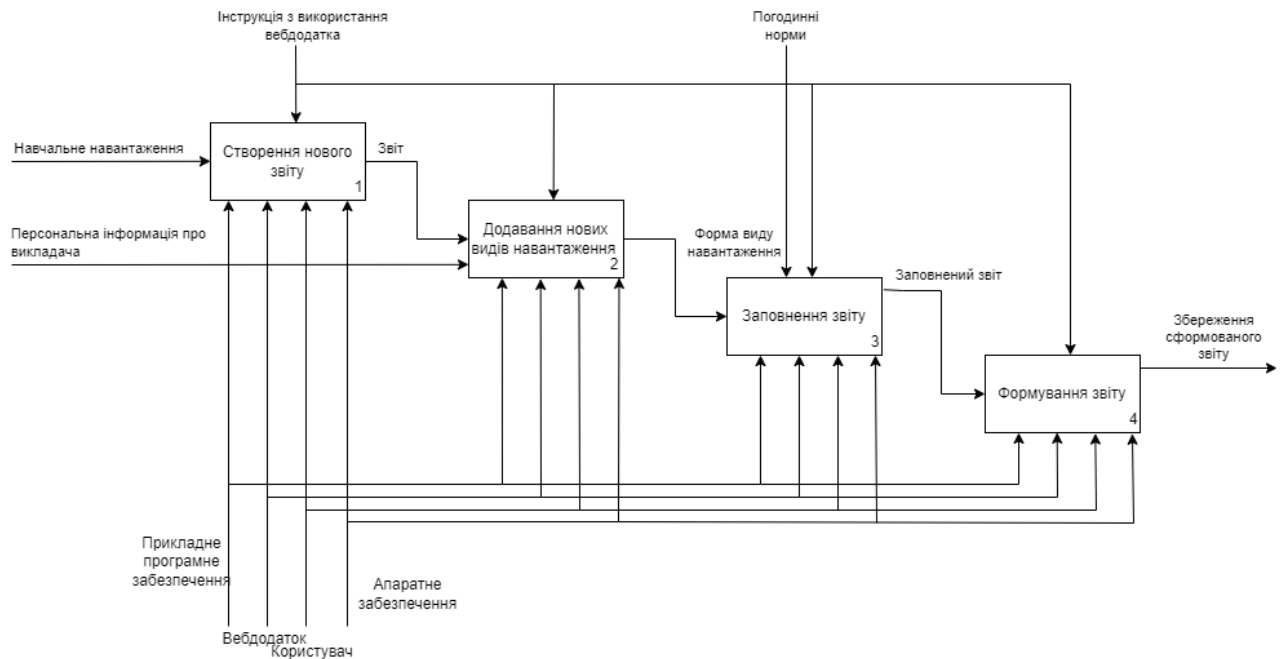 Інструкція з використання
вебдодатка
Погодинні
норми
Навчальне навантаження
Створення нового
звіту
1
Звіт
Персональна інформація про
викладача
Додавання нових
видів навантаження
2
Форма виду
навантаження
Заповнення звіту
3
Заповнений звіт
Формування звіту
4
Збереження
сформованого
звіту
Прикладне
програмне
забезпечення
Апаратне
забезпечення
Вебдодаток
Користувач